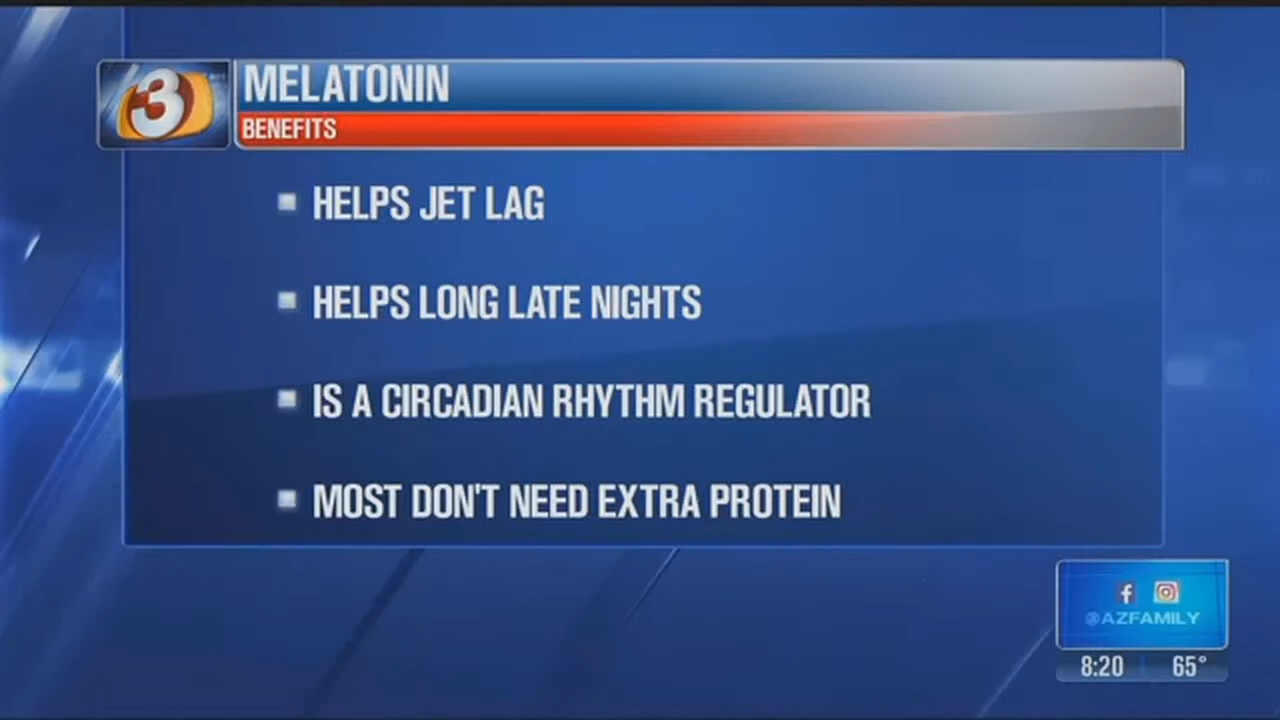 3
MELATONIN
BENEFITS
HELPS JET LAG
HELPS LONG LATE NIGHTS
IS A CIRCADIAN RHYTHM REGULATOR
MOST DON'T NEED EXTRA PROTEIN
f
@AZFAMILY
8:20 65°